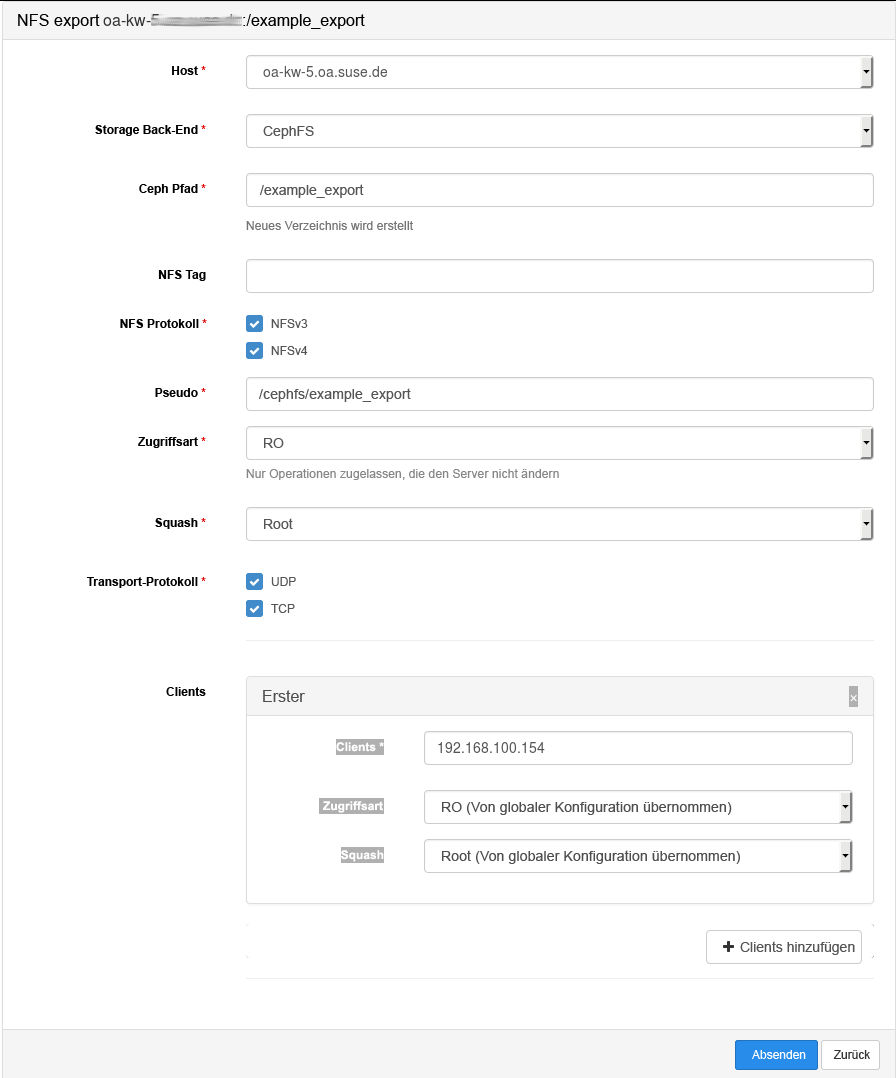 NFS export oa-kw-5 :/example_export
Host *
oa-kw-5.oa.suse.de
Storage Back-End *
CephFS
Ceph Pfad *
/example_export
Neues Verzeichnis wird erstellt
NFS Tag
NFS Protokoll *
NFSv3
NFSv4
Pseudo *
/cephfs/example_export
Zugriffsart *
RO
Nur Operationen zugelassen, die den Server nicht ändern
Squash *
Root
Transport-Protokoll *
UDP
TCP
Clients
Erster
×
Clients *
192.168.100.154
Zugriffsart
RO (Von globaler Konfiguration übernommen)
Squash
Root (Von globaler Konfiguration übernommen)
+ Clients hinzufügen
Absenden
Zurück